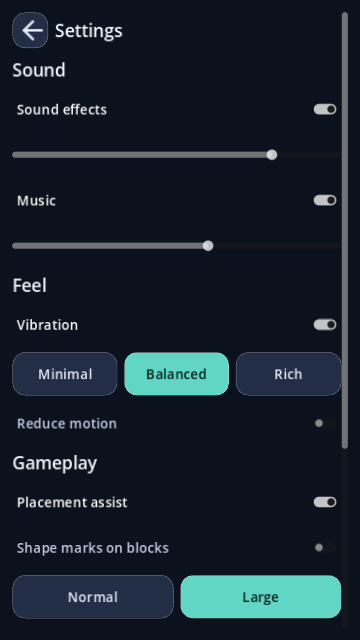 Settings
Sound
Sound effects
Music
Feel
Vibration
Minimal Balanced Rich
Reduce motion
Gameplay
Placement assist
Shape marks on blocks
Normal Large